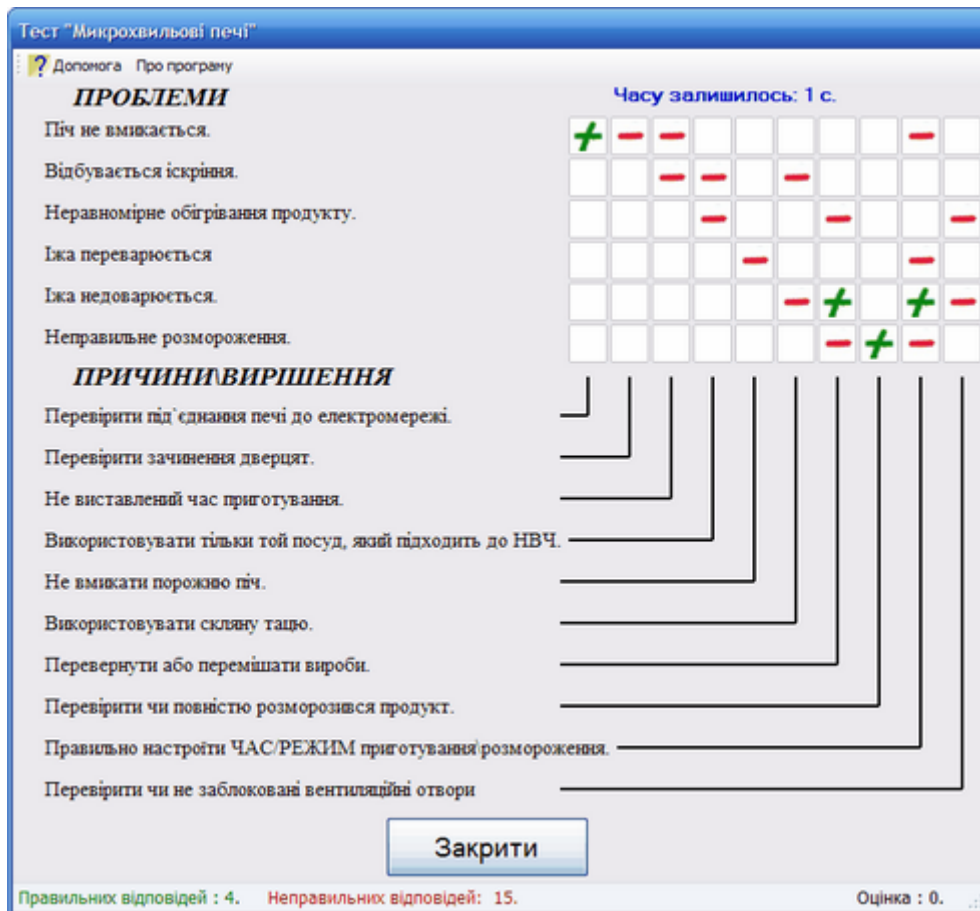 Тест "Микрохвильові печі"
? Допомога Про програму
ПРОБЛЕМИ
Часу залишилось: 1 с.
Піч не вмикається.
Відбувається іскріння.
Неравномірне обігрівання продукту.
Їжа переварюється
Їжа недоварюється.
Неправильне розмороження.
ПРИЧИНИ\ВИРІШЕННЯ
Перевірити під`єднання печі до електромережі.
Перевірити зачинення дверцят.
Не виставлений час приготування.
Використовувати тільки той посуд, який підходить до НВЧ.
Не вмикати порожню піч.
Використовувати скляну тацю.
Перевернути або перемішати вироби.
Перевірити чи повністю розморозився продукт.
Правильно настроїти ЧАС/РЕЖИМ приготування\розмороження.
Перевірити чи не заблоковані вентиляційні отвори
Закрити
Правильних відповідей : 4. Неправильних відповідей: 15. Оцінка : 0.